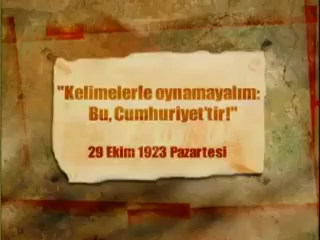 "Kelimelerle oynamayalım:
Bu, Cumhuriyet'tir!"
29 Ekim 1923 Pazartesi